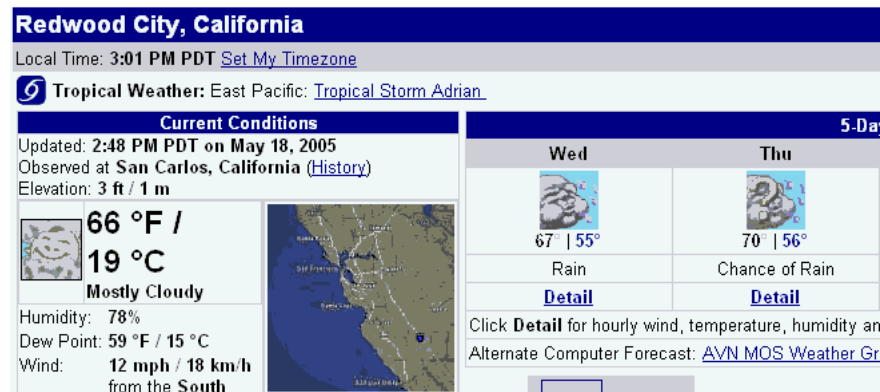 Redwood City, California
Local Time: 3:01 PM PDT Set My Timezone
Tropical Weather: East Pacific: Tropical Storm Adrian
Current Conditions
Updated: 2:48 PM PDT on May 18, 2005
Observed at San Carlos, California (History)
Elevation: 3 ft / 1 m
66 °F /
19 °C
Mostly Cloudy
Humidity: 78%
Dew Point: 59 °F / 15 °C
Wind: 12 mph / 18 km/h
from the South
5-Day
Wed Thu
67° | 55° 70° | 56°
Rain Chance of Rain
Detail Detail
Click Detail for hourly wind, temperature, humidity an
Alternate Computer Forecast: AVN MOS Weather Gr